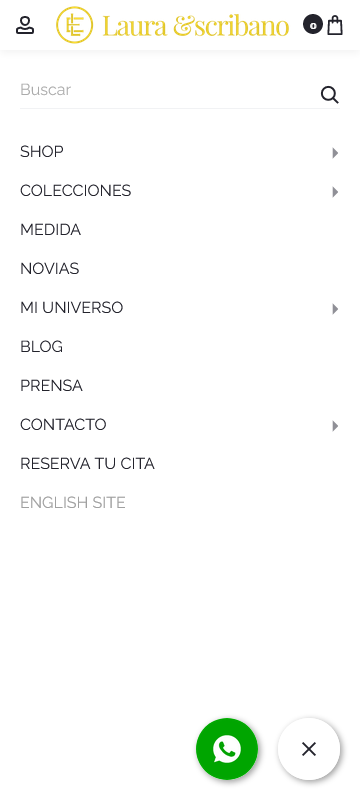 Laura &scribano
0
Buscar
SHOP
COLECCIONES
MEDIDA
NOVIAS
MI UNIVERSO
BLOG
PRENSA
CONTACTO
RESERVA TU CITA
ENGLISH SITE